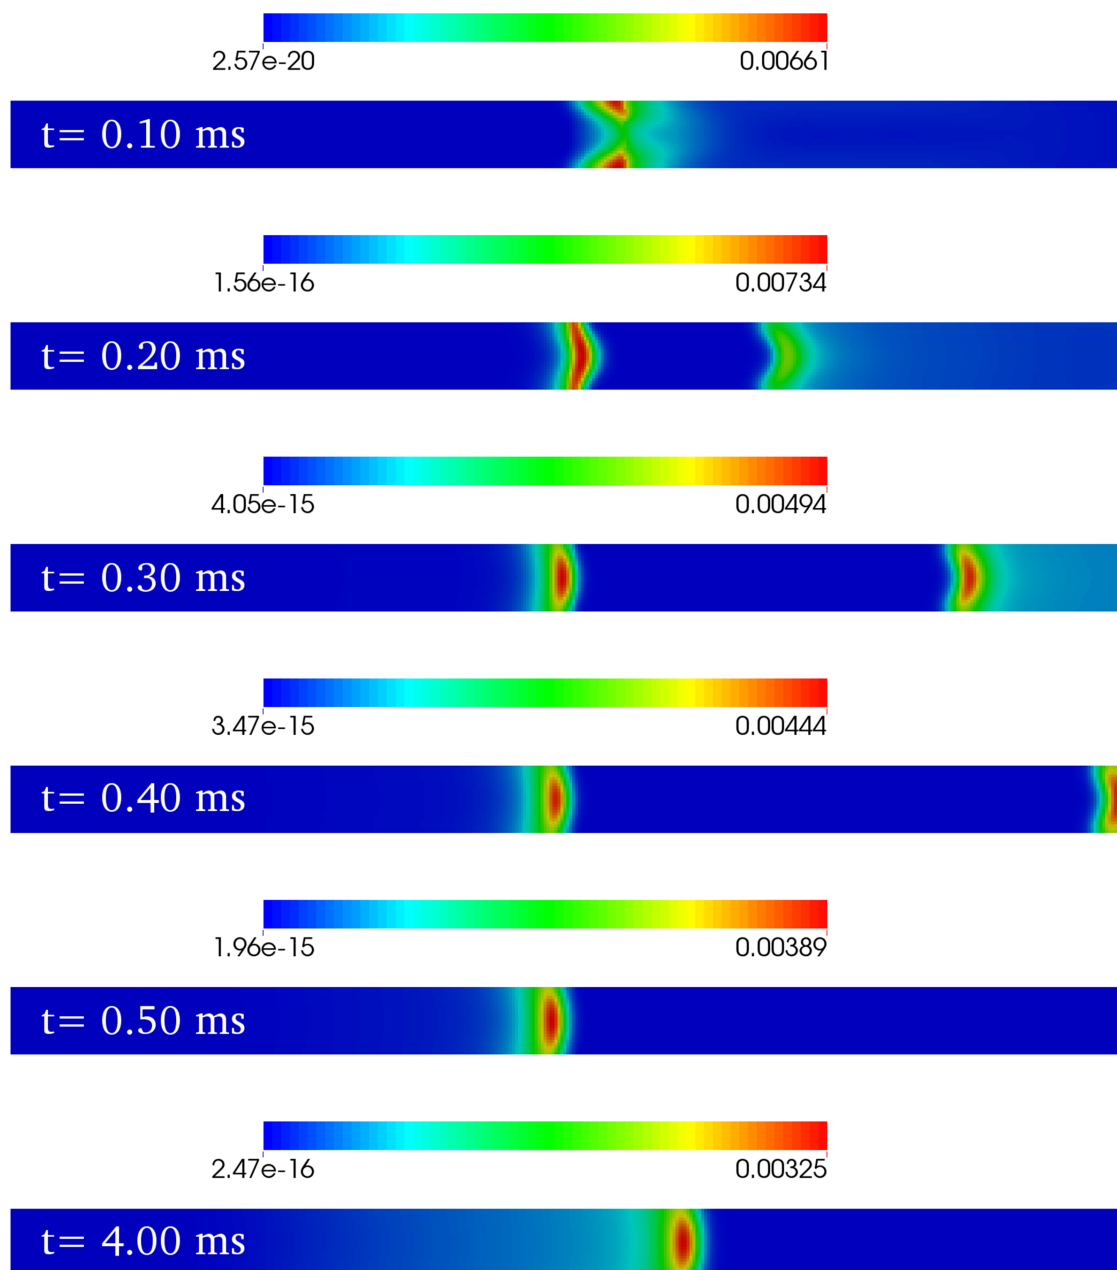 2.57e-20 0.00661
t= 0.10 ms
1.56e-16 0.00734
t= 0.20 ms
4.05e-15 0.00494
t= 0.30 ms
3.47e-15 0.00444
t= 0.40 ms
1.96e-15 0.00389
t= 0.50 ms
2.47e-16 0.00325
t= 4.00 ms